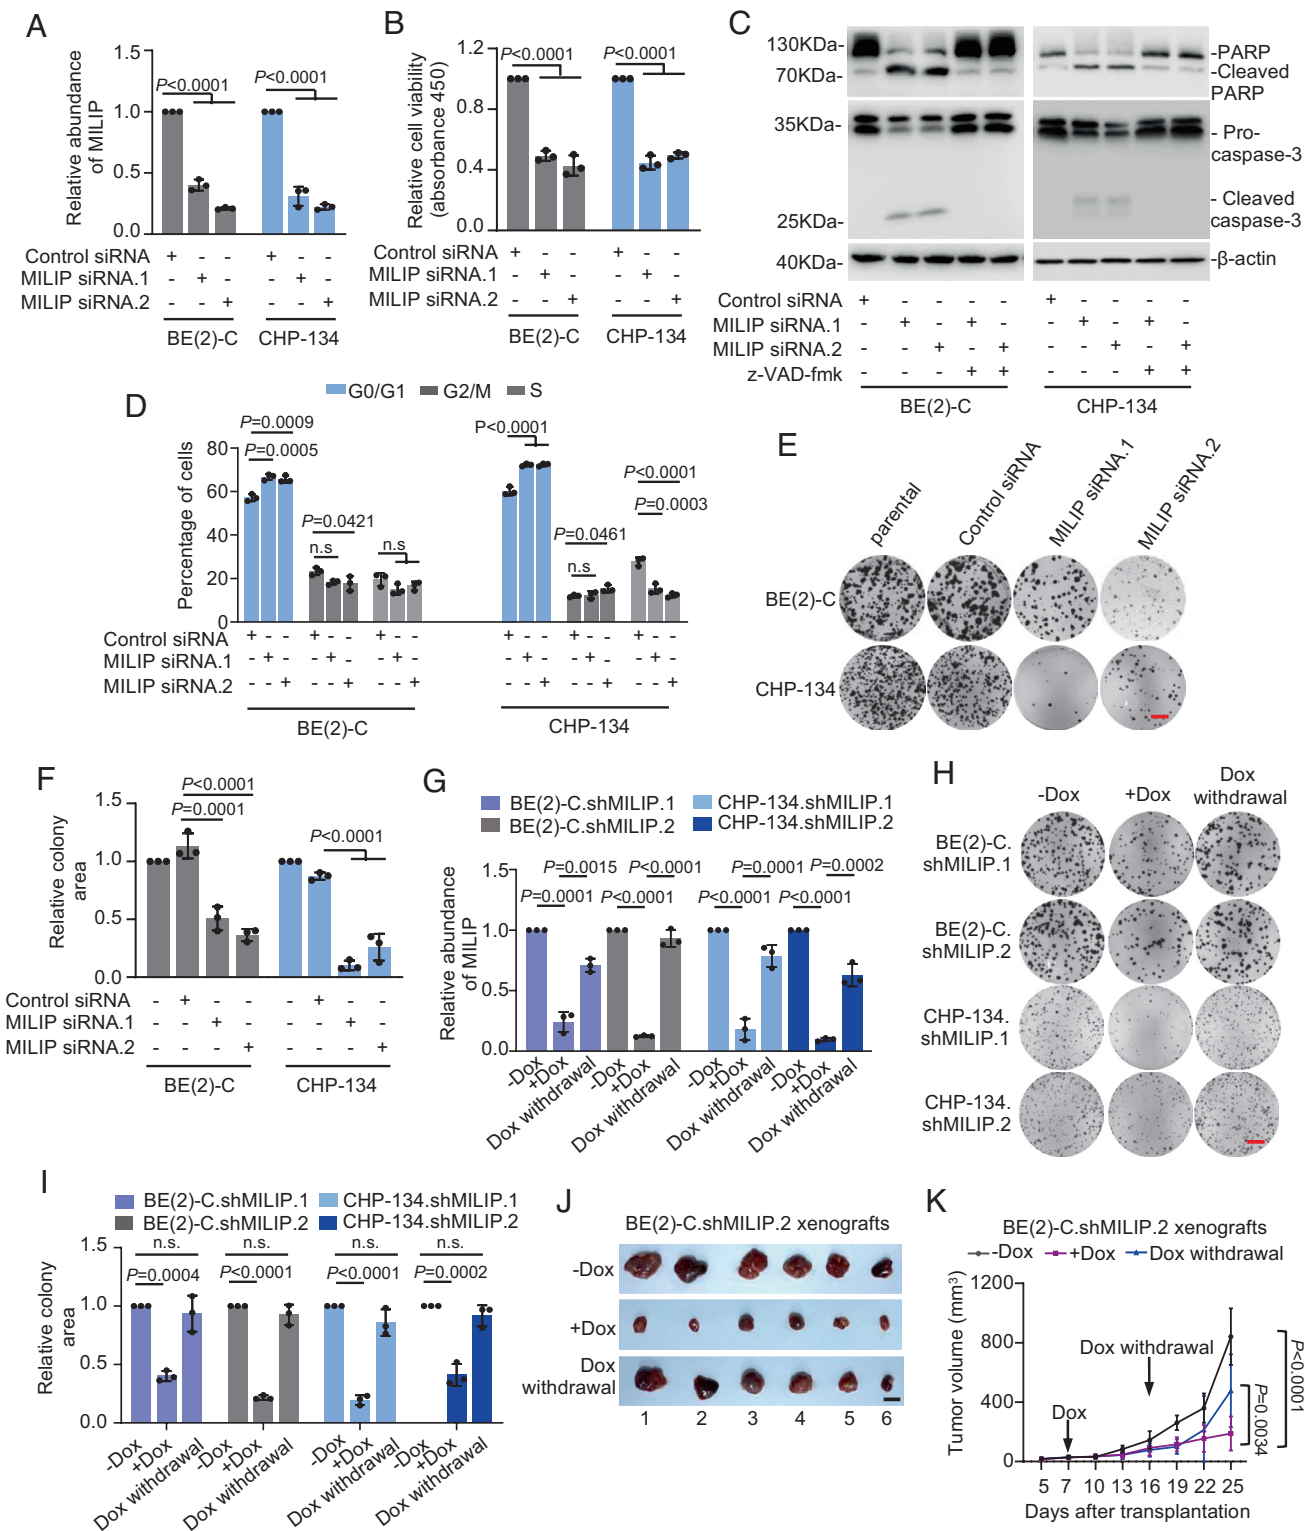 A
1.5
1.0
0.5
0.0
Relative abundance
of MILIP
P<0.0001
P<0.0001
Control siRNA + - - + - -
MILIP siRNA.1 - + - - + -
MILIP siRNA.2 - - + - - +
BE(2)-C CHP-134
B
1.2
0.8
0.4
0.0
Relative cell viability
(absorbance 450)
P<0.0001 P<0.0001
Control siRNA + - - + - -
MILIP siRNA.1 - + - - + -
MILIP siRNA.2 - - + - - +
BE(2)-C CHP-134
C
130KDa-
70KDa-
35KDa-
25KDa-
40KDa-
-PARP
-Cleaved
PARP
- Pro-
caspase-3
- Cleaved
caspase-3
-β-actin
Control siRNA + - - - - + - - - -
MILIP siRNA.1 - + - + - - + - + -
MILIP siRNA.2 - - + - + - - + - +
z-VAD-fmk - - - + + - - - + +
BE(2)-C CHP-134
D
G0/G1 G2/M S
80
60
40
20
0
Percentage of cells
P=0.0009
P=0.0005
P=0.0421
n.s
n.s
P<0.0001
P=0.0461
n.s
P<0.0001
P=0.0003
Control siRNA + - - + - - + - - + - - + - - + - -
MILIP siRNA.1 - + - - + - - + - - + - - + - - + -
MILIP siRNA.2 - - + - - + - - + - - + - - + - - +
BE(2)-C CHP-134
E
parental
Control siRNA
MILIP siRNA.1
MILIP siRNA.2
BE(2)-C
CHP-134
F
1.5
1.0
0.5
0.0
Relative colony
area
P<0.0001
P=0.0001
P<0.0001
Control siRNA - + - - - + - -
MILIP siRNA.1 - - + - - - + -
MILIP siRNA.2 - - - + - - - +
BE(2)-C CHP-134
G
BE(2)-C.shMILIP.1 CHP-134.shMILIP.1
BE(2)-C.shMILIP.2 CHP-134.shMILIP.2
1.5
1.0
0.5
0.0
Relative abundance
of MILIP
P=0.0015 P<0.0001 P=0.0001 P=0.0002
P=0.0001 P<0.0001 P<0.0001 P<0.0001
-Dox +Dox Dox withdrawal -Dox +Dox Dox withdrawal -Dox +Dox Dox withdrawal -Dox +Dox Dox withdrawal
H
-Dox +Dox Dox
withdrawal
BE(2)-C.
shMILIP.1
BE(2)-C.
shMILIP.2
CHP-134.
shMILIP.1
CHP-134.
shMILIP.2
I
BE(2)-C.shMILIP.1 CHP-134.shMILIP.1
BE(2)-C.shMILIP.2 CHP-134.shMILIP.2
1.5
1.0
0.5
0.0
Relative colony
area
n.s. n.s. n.s. n.s.
P=0.0004 P<0.0001 P<0.0001 P=0.0002
-Dox +Dox Dox withdrawal -Dox +Dox Dox withdrawal -Dox +Dox Dox withdrawal -Dox +Dox Dox withdrawal
J
BE(2)-C.shMILIP.2 xenografts
-Dox
+Dox
Dox
withdrawal
1 2 3 4 5 6
K
BE(2)-C.shMILIP.2 xenografts
-Dox +Dox Dox withdrawal
1200
800
400
0
Tumor volume (mm³)
Dox withdrawal
Dox
P=0.0034
P<0.0001
5 7 10 13 16 19 22 25
Days after transplantation